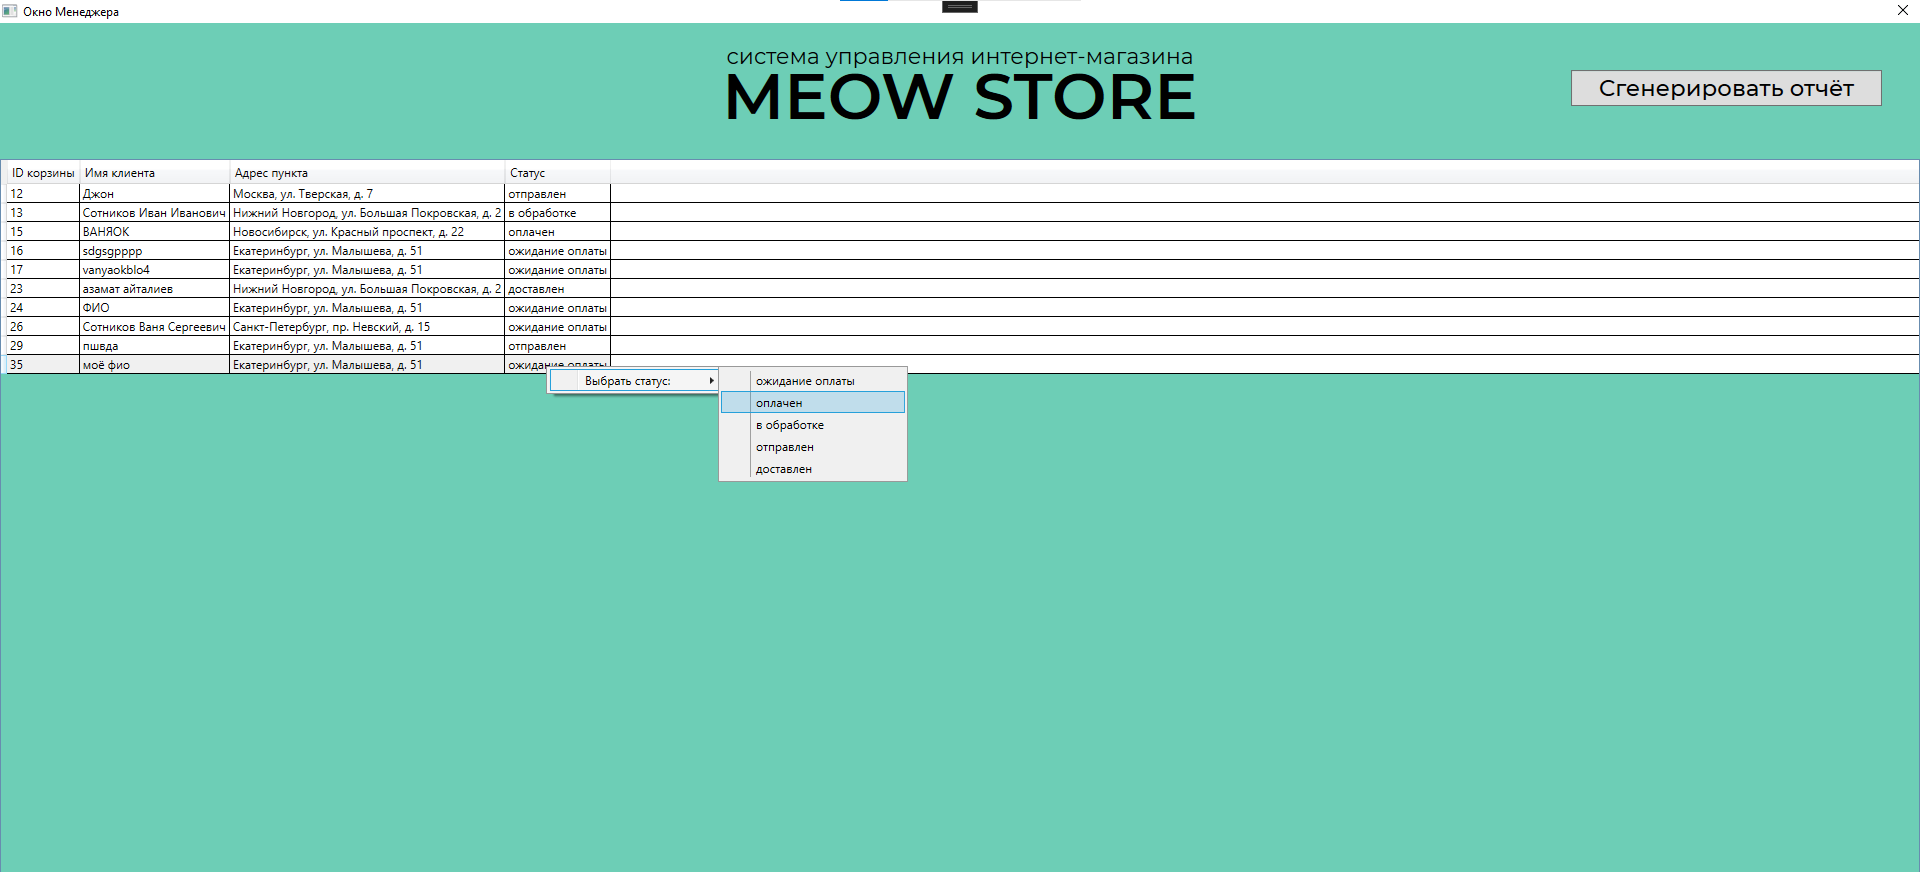 Окно Менеджера
система управления интернет-магазина
MEOW STORE
Сгенерировать отчёт
ID корзины Имя клиента Адрес пункта Статус
12 Джон Москва, ул. Тверская, д. 7 отправлен
13 Сотников Иван Иванович Нижний Новгород, ул. Большая Покровская, д. 2 в обработке
15 ВАНЯОК Новосибирск, ул. Красный проспект, д. 22 оплачен
16 sdgsgpppp Екатеринбург, ул. Малышева, д. 51 ожидание оплаты
17 vanyaokblo4 Екатеринбург, ул. Малышева, д. 51 ожидание оплаты
23 азамат айталиев Нижний Новгород, ул. Большая Покровская, д. 2 доставлен
24 ФИО Екатеринбург, ул. Малышева, д. 51 ожидание оплаты
26 Сотников Ваня Сергеевич Санкт-Петербург, пр. Невский, д. 15 ожидание оплаты
29 пшвда Екатеринбург, ул. Малышева, д. 51 отправлен
35 моё фио Екатеринбург, ул. Малышева, д. 51 ожидание оплаты
Выбрать статус:
ожидание оплаты
оплачен
в обработке
отправлен
доставлен